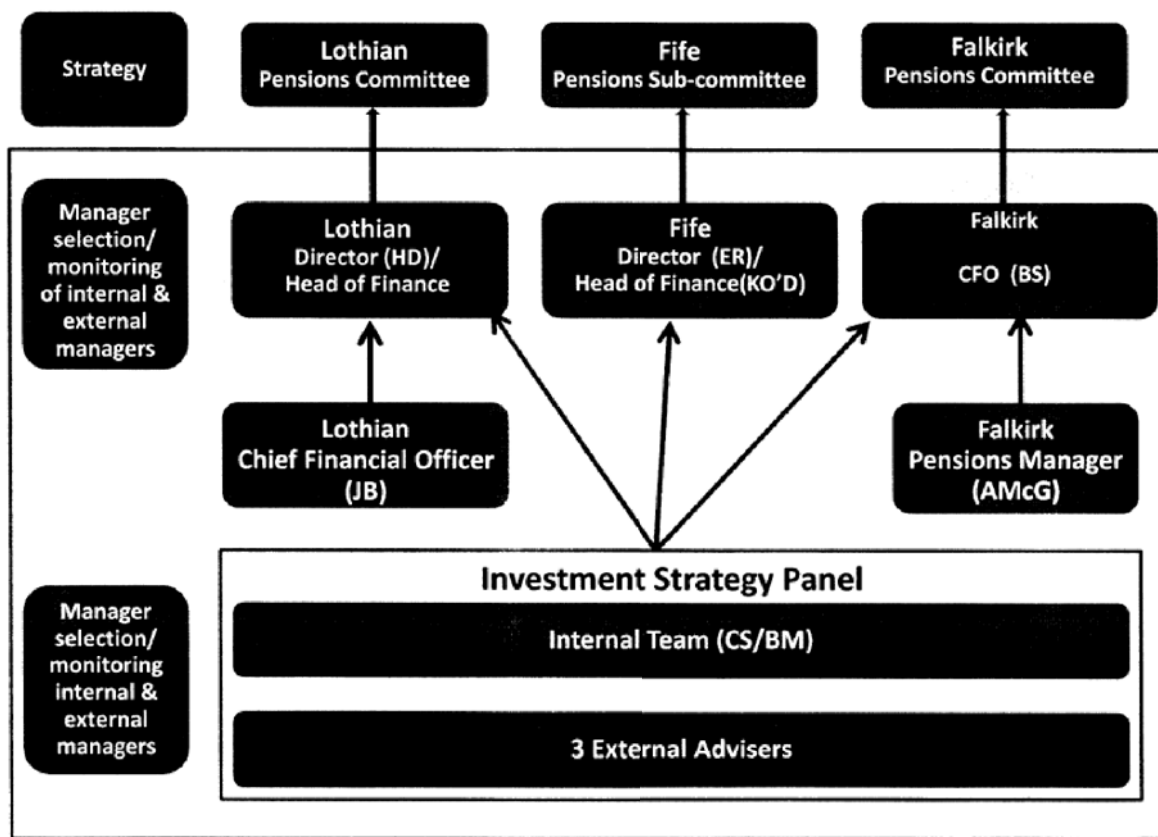 Strategy
Lothian
Pensions Committee
Fife
Pensions Sub-committee
Falkirk
Pensions Committee
Manager
selection/
monitoring
of internal &
external
managers
Lothian
Director (HD)/
Head of Finance
Fife
Director (ER)/
Head of Finance(KO'D)
Falkirk
CFO (BS)
Lothian
Chief Financial Officer
(JB)
Falkirk
Pensions Manager
(AMcG)
Manager
selection/
monitoring
internal &
external
managers
Investment Strategy Panel
Internal Team (CS/BM)
3 External Advisers